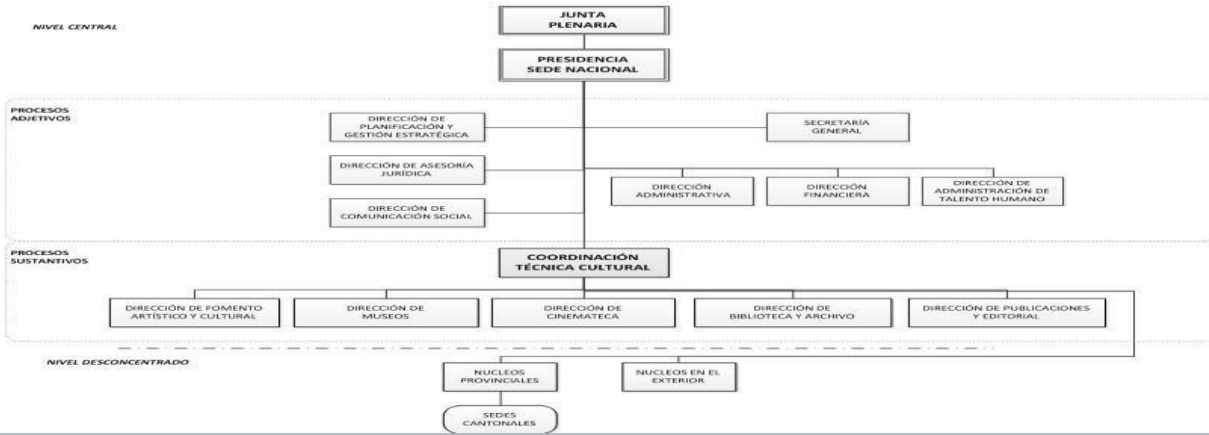 JUNTA
PLENARIA
NIVEL CENTRAL
PRESIDENCIA
SEDE NACIONAL
PROCESOS
ADJETIVOS
DIRECCIÓN DE
PLANIFICACIÓN Y
GESTIÓN ESTRATÉGICA
SECRETARÍA
GENERAL
DIRECCIÓN DE ASESORÍA
JURÍDICA
DIRECCIÓN
ADMINISTRATIVA
DIRECCIÓN
FINANCIERA
DIRECCIÓN DE
ADMINISTRACIÓN DE
TALENTO HUMANO
DIRECCIÓN DE
COMUNICACIÓN SOCIAL
PROCESOS
SUSTANTIVOS
COORDINACIÓN
TÉCNICA CULTURAL
DIRECCIÓN DE FOMENTO
ARTÍSTICO Y CULTURAL
DIRECCIÓN DE
MUSEOS
DIRECCIÓN DE
CINEMATECA
DIRECCIÓN DE
BIBLIOTECA Y ARCHIVO
DIRECCIÓN DE PUBLICACIONES
Y EDITORIAL
NIVEL DESCONCENTRADO
NUCLEOS
PROVINCIALES
NUCLEOS EN EL
EXTERIOR
SEDES
CANTONALES